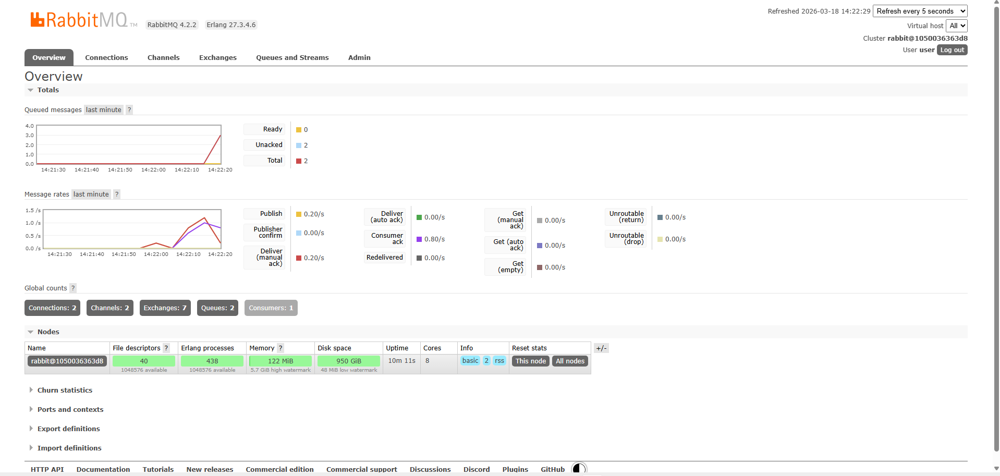 RabbitMQ TM RabbitMQ 4.2.2 Erlang 27.3.4.6
Refreshed 2026-03-18 14:22:29 Refresh every 5 seconds
Virtual host All
Cluster rabbit@1050036363d8
User user Log out
Overview Connections Channels Exchanges Queues and Streams Admin
Overview
Totals
Queued messages last minute ?
4.0
3.0
2.0
1.0
0.0
14:21:30 14:21:40 14:21:50 14:22:00 14:22:10 14:22:20
Ready 0
Unacked 2
Total 2
Message rates last minute ?
1.5 /s
1.0 /s
0.5 /s
0.0 /s
14:21:30 14:21:40 14:21:50 14:22:00 14:22:10 14:22:20
Publish 0.20/s
Publisher
confirm 0.00/s
Deliver
(manual
ack) 0.20/s
Deliver
(auto ack) 0.00/s
Consumer
ack 0.80/s
Redelivered 0.00/s
Get
(manual
ack) 0.00/s
Get (auto
ack) 0.00/s
Get
(empty) 0.00/s
Unroutable
(return) 0.00/s
Unroutable
(drop) 0.00/s
Global counts ?
Connections: 2 Channels: 2 Exchanges: 7 Queues: 2 Consumers: 1
Nodes
Name File descriptors ? Erlang processes Memory ? Disk space Uptime Cores Info Reset stats +/-
rabbit@1050036363d8 40 438 122 MiB 950 GiB 10m 11s 8 basic 2 rss This node All nodes
1048576 available 1048576 available 5.7 GiB high watermark 48 MiB low watermark
Churn statistics
Ports and contexts
Export definitions
Import definitions
HTTP API Documentation Tutorials New releases Commercial edition Commercial support Discussions Discord Plugins GitHub